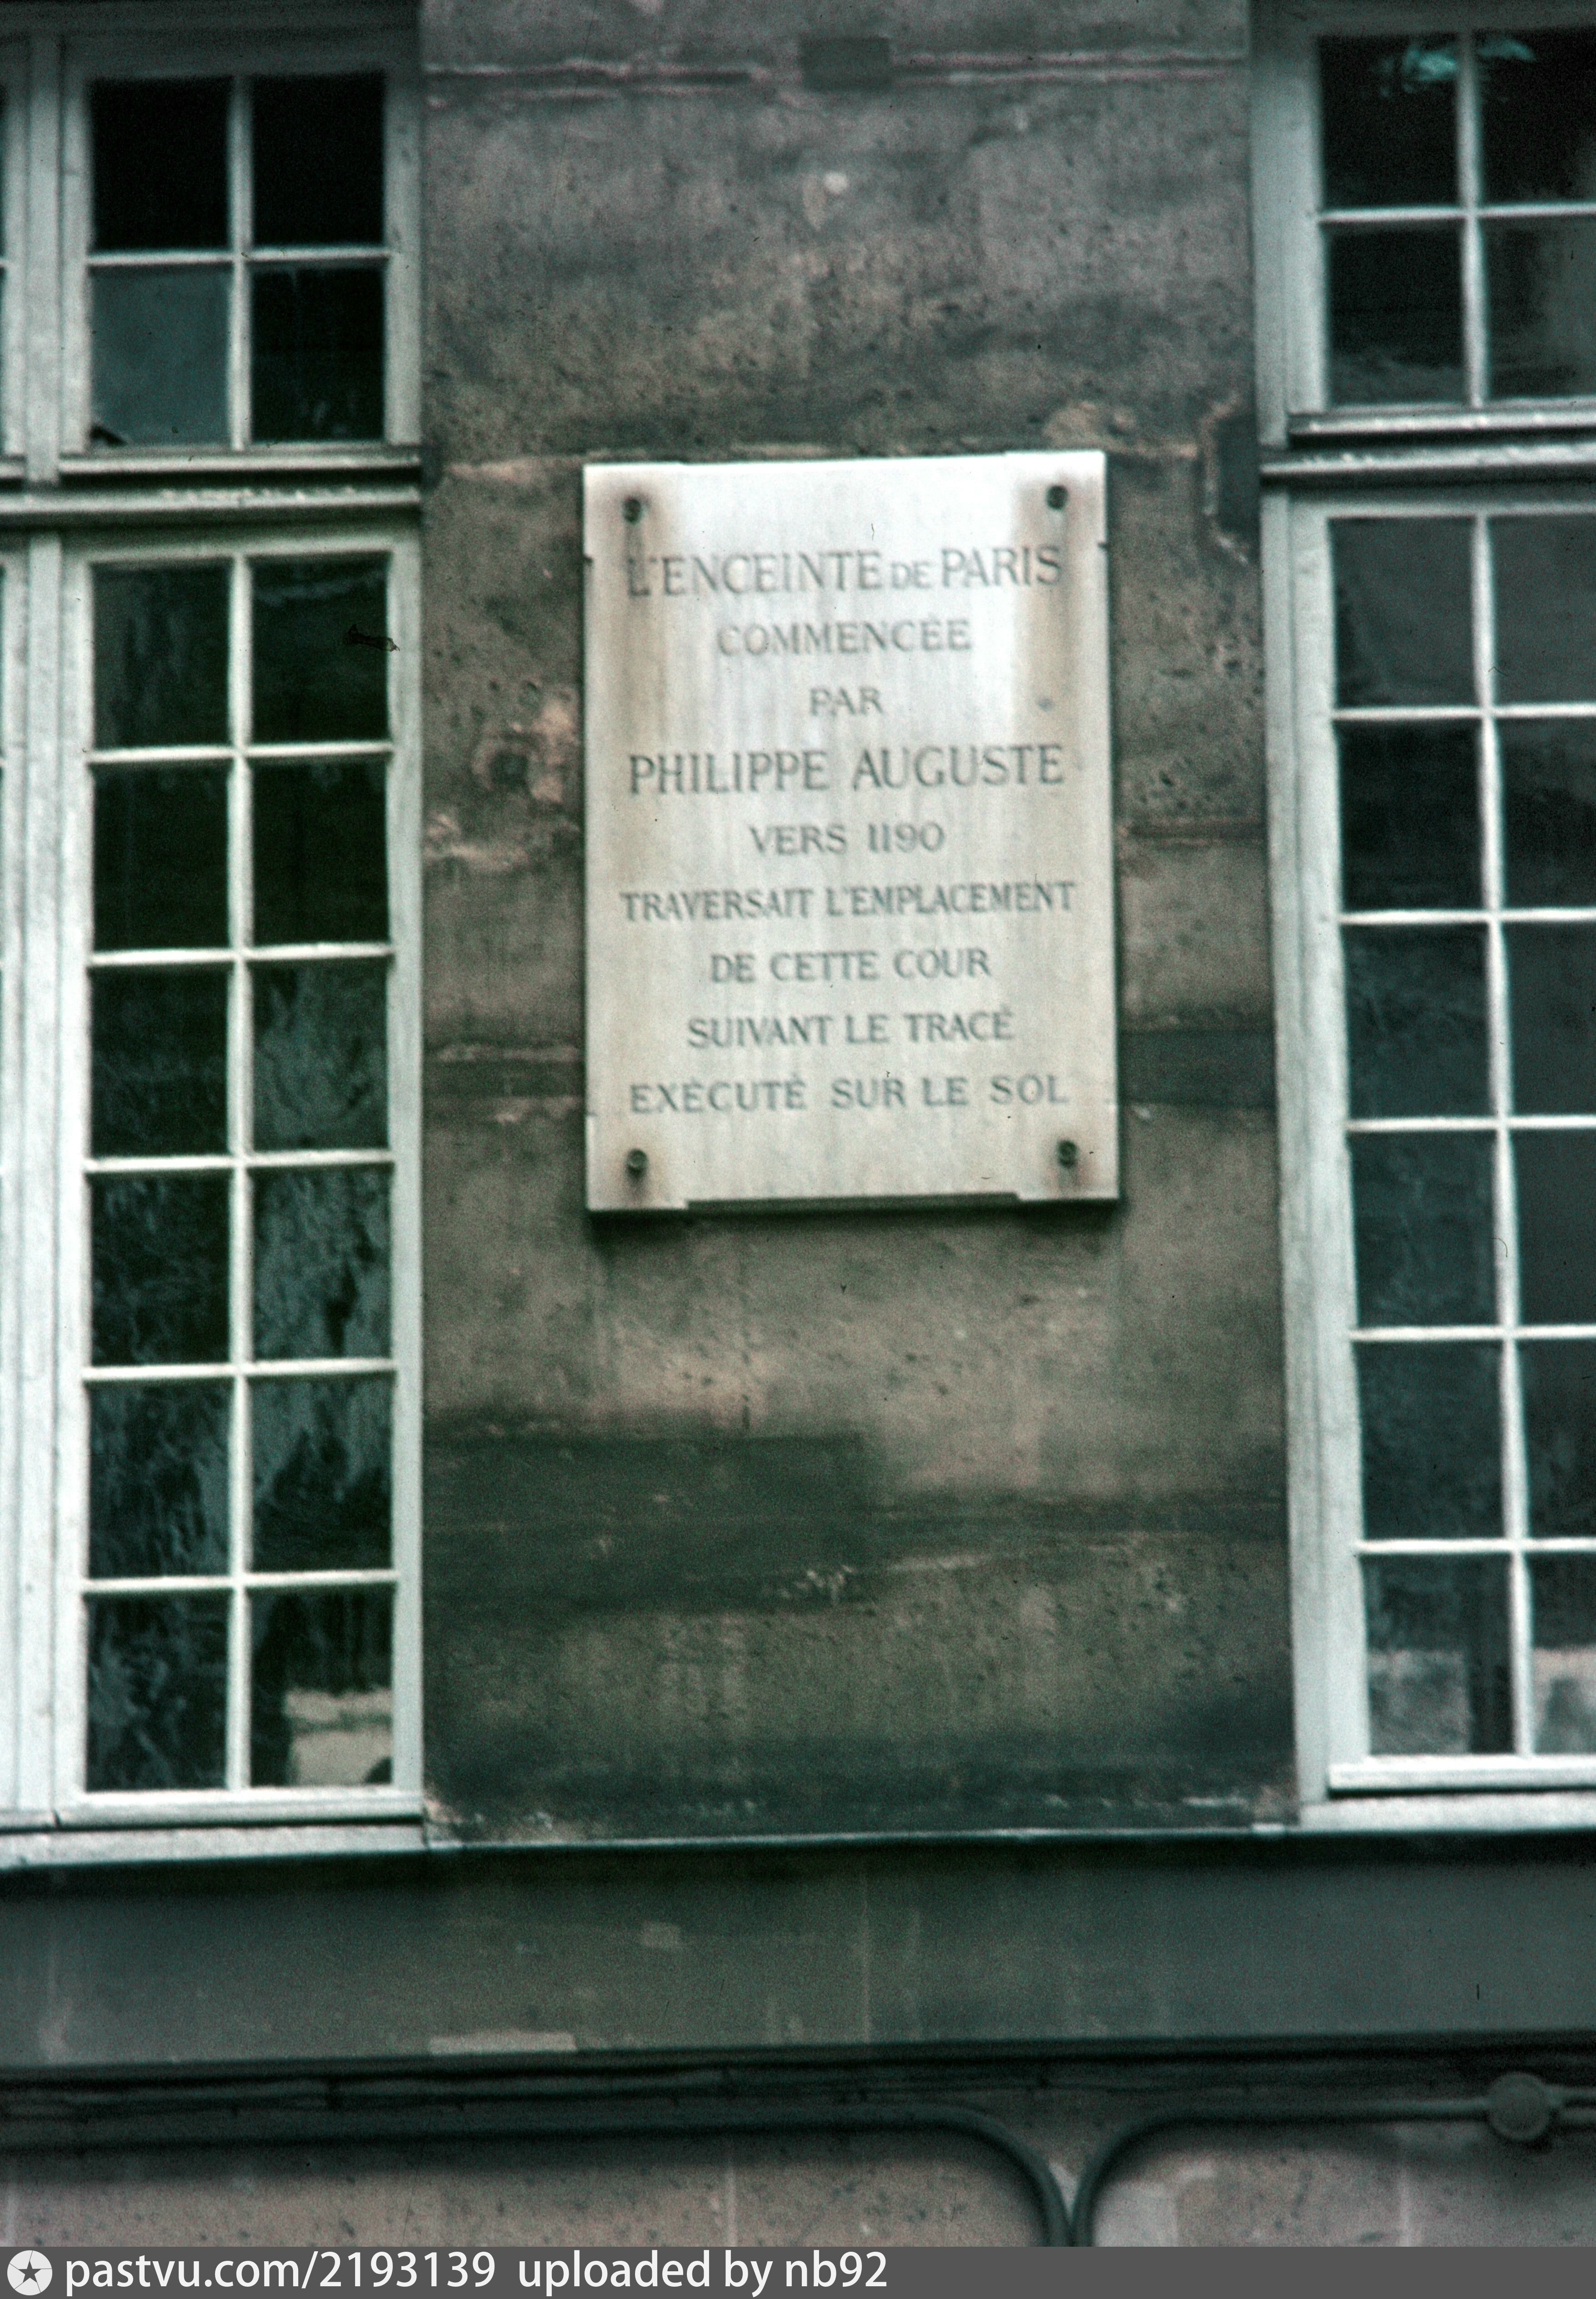 L'ENCEINTE DE PARIS
COMMENCÉE
PAR
PHILIPPE AUGUSTE
VERS 1190
TRAVERSAIT L'EMPLACEMENT
DE CETTE COUR
SUIVANT LE TRACÉ
EXÉCUTÉ SUR LE SOL
pastvu.com/2193139 uploaded by nb92